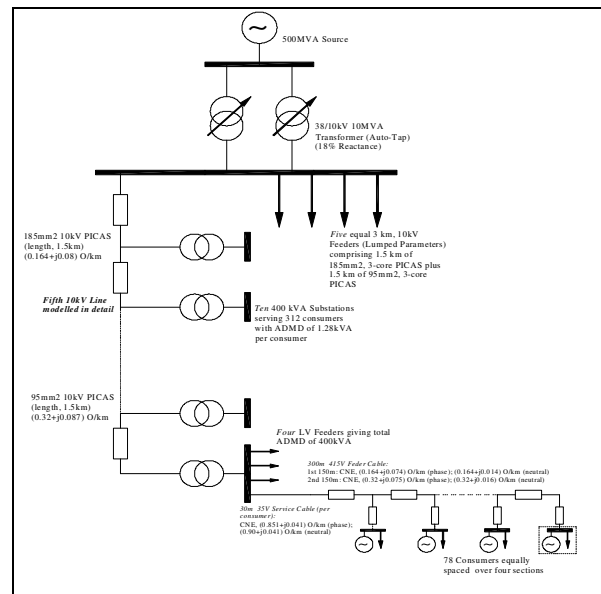 500MVA Source
38/10kV 10MVA
Transformer (Auto-Tap)
(18% Reactance)
185mm2 10kV PICAS
(length, 1.5km)
(0.164+j0.08) O/km
Five equal 3 km, 10kV
Feeders (Lumped Parameters)
comprising 1.5 km of
185mm2, 3-core PICAS plus
1.5 km of 95mm2, 3-core
PICAS
Fifth 10kV Line
modelled in detail
Ten 400 kVA Substations
serving 312 consumers
with ADMD of 1.28kVA
per consumer
95mm2 10kV PICAS
(length, 1.5km)
(0.32+j0.087) O/km
Four LV Feeders giving total
ADMD of 400kVA
300m 415V Feder Cable:
1st 150m: CNE, (0.164+j0.074) O/km (phase); (0.164+j0.014) O/km (neutral)
2nd 150m: CNE, (0.32+j0.075) O/km (phase); (0.32+j0.016) O/km (neutral)
30m 35V Service Cable (per
consumer):
CNE, (0.851+j0.041) O/km (phase);
(0.90+j0.041) O/km (neutral)
78 Consumers equally
spaced over four sections